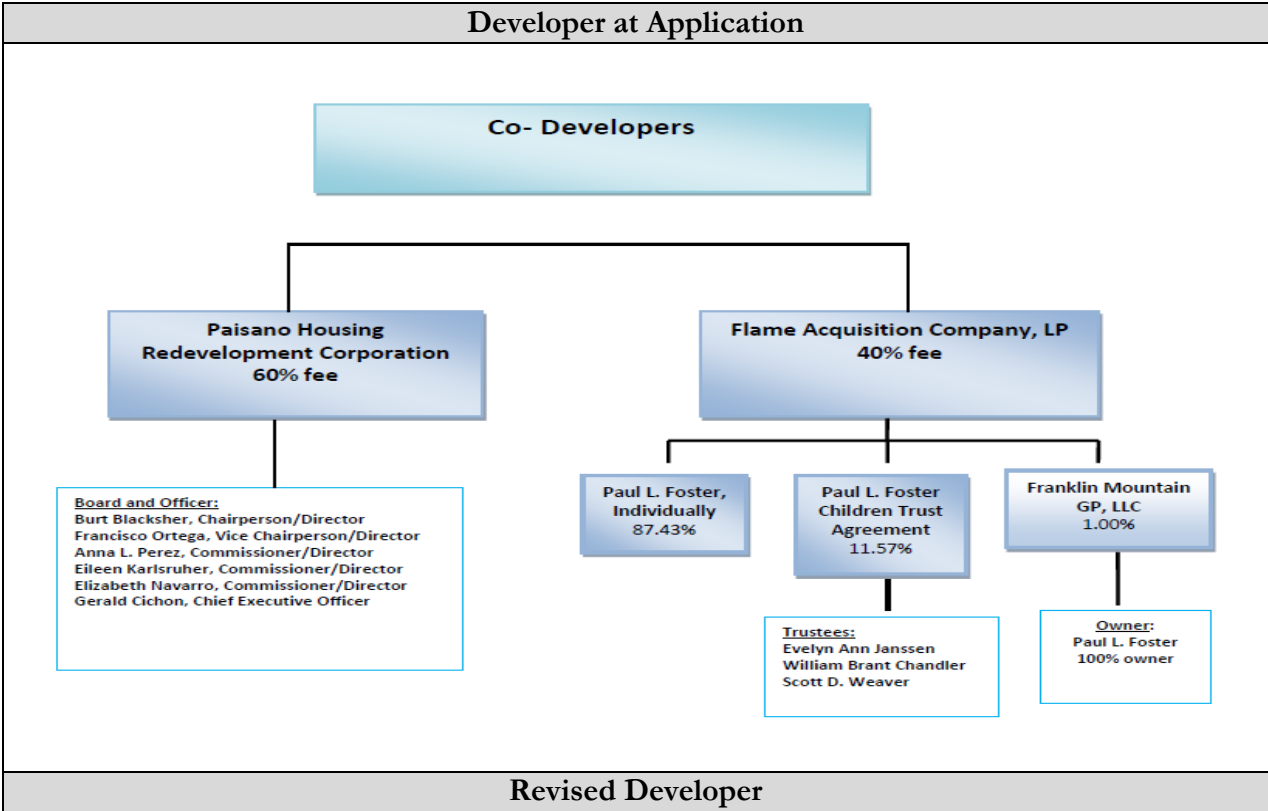 Developer at Application
Co- Developers
Paisano Housing
Redevelopment Corporation
60% fee
Flame Acquisition Company, LP
40% fee
Board and Officer:
Burt Blacksher, Chairperson/Director
Francisco Ortega, Vice Chairperson/Director
Anna L. Perez, Commissioner/Director
Eileen Karlsruher, Commissioner/Director
Elizabeth Navarro, Commissioner/Director
Gerald Cichon, Chief Executive Officer
Paul L. Foster,
Individually
87.43%
Paul L. Foster
Children Trust
Agreement
11.57%
Franklin Mountain
GP, LLC
1.00%
Trustees:
Evelyn Ann Janssen
William Brant Chandler
Scott D. Weaver
Owner:
Paul L. Foster
100% owner
Revised Developer